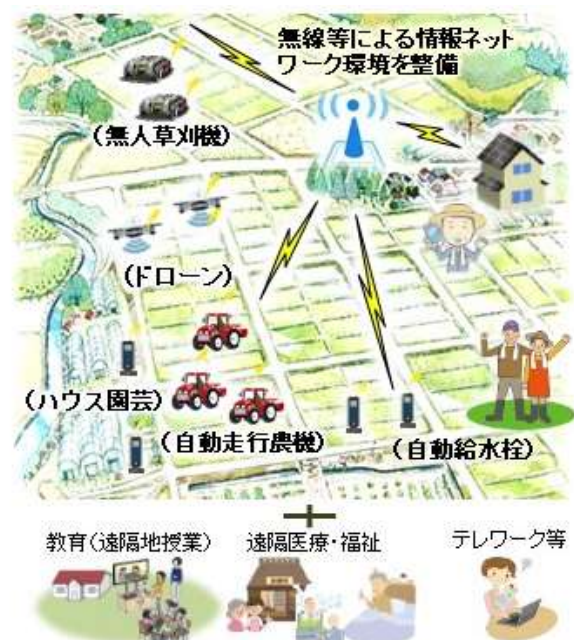 無線等による情報ネット
ワーク環境を整備
(無人草刈機)
(ドローン)
(ハウス園芸)
(自動走行農機)
(自動給水栓)
教育(遠隔地授業)
遠隔医療・福祉
テレワーク等